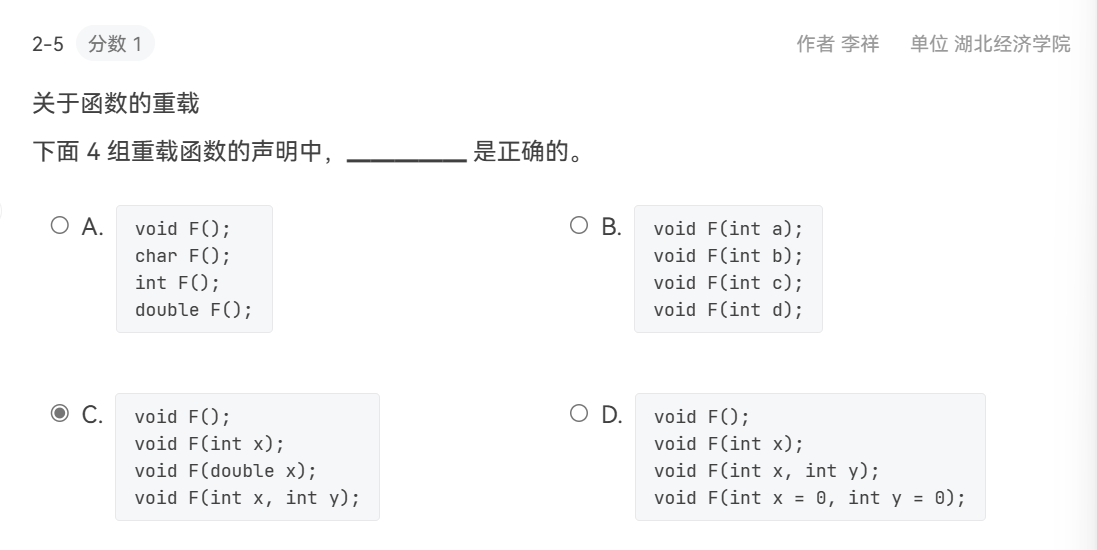 2-5 分数 1 作者 李祥 单位 湖北经济学院
关于函数的重载
下面 4 组重载函数的声明中，__________ 是正确的。
A.
void F();
char F();
int F();
double F();
B.
void F(int a);
void F(int b);
void F(int c);
void F(int d);
C.
void F();
void F(int x);
void F(double x);
void F(int x, int y);
D.
void F();
void F(int x);
void F(int x, int y);
void F(int x = 0, int y = 0);